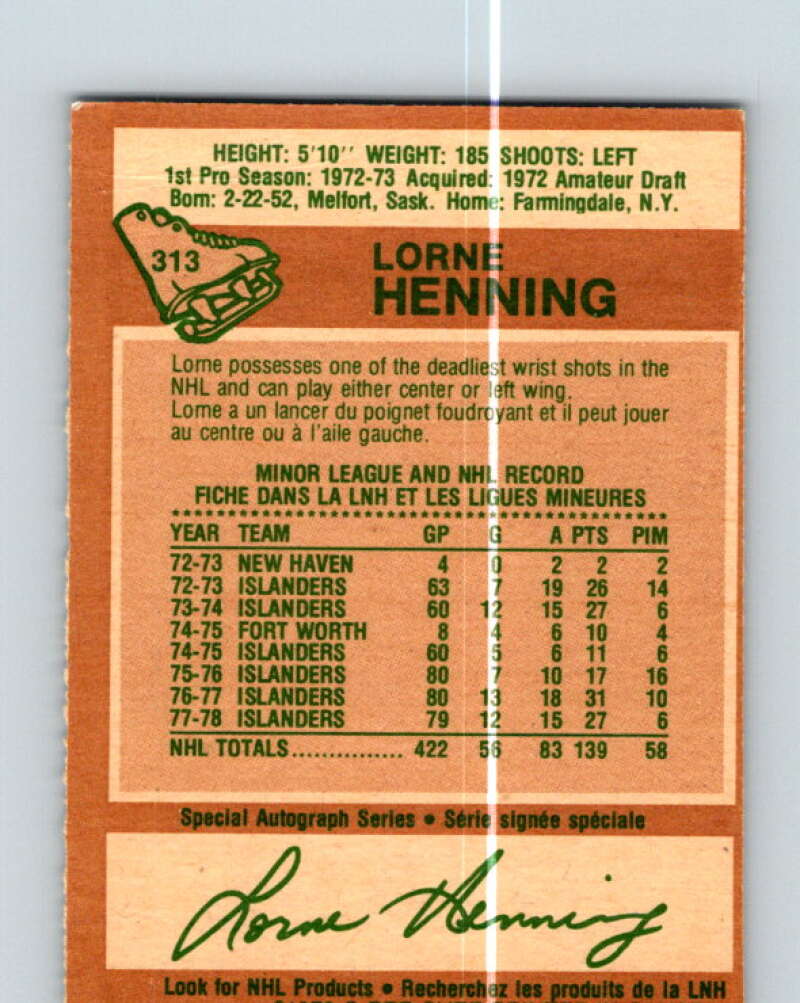 HEIGHT: 5'10'' WEIGHT: 185 SHOOTS: LEFT
1st Pro Season: 1972-73 Acquired: 1972 Amateur Draft
Born: 2-22-52, Melfort, Sask. Home: Farmingdale, N.Y.
313
LORNE
HENNING
Lorne possesses one of the deadliest wrist shots in the
NHL and can play either center or left wing.
Lorne a un lancer du poignet foudroyant et il peut jouer
au centre ou à l'aile gauche.
MINOR LEAGUE AND NHL RECORD
FICHE DANS LA LNH ET LES LIGUES MINEURES
YEAR TEAM GP G A PTS PIM
72-73 NEW HAVEN 4 0 2 2 2
72-73 ISLANDERS 63 7 19 26 14
73-74 ISLANDERS 60 12 15 27 6
74-75 FORT WORTH 8 4 6 10 4
74-75 ISLANDERS 60 5 6 11 6
75-76 ISLANDERS 80 7 10 17 16
76-77 ISLANDERS 80 13 18 31 10
77-78 ISLANDERS 79 12 15 27 6
NHL TOTALS................ 422 56 83 139 58
Special Autograph Series • Série signée spéciale
Lorne Henning
Look for NHL Products • Recherchez les produits de la LNH